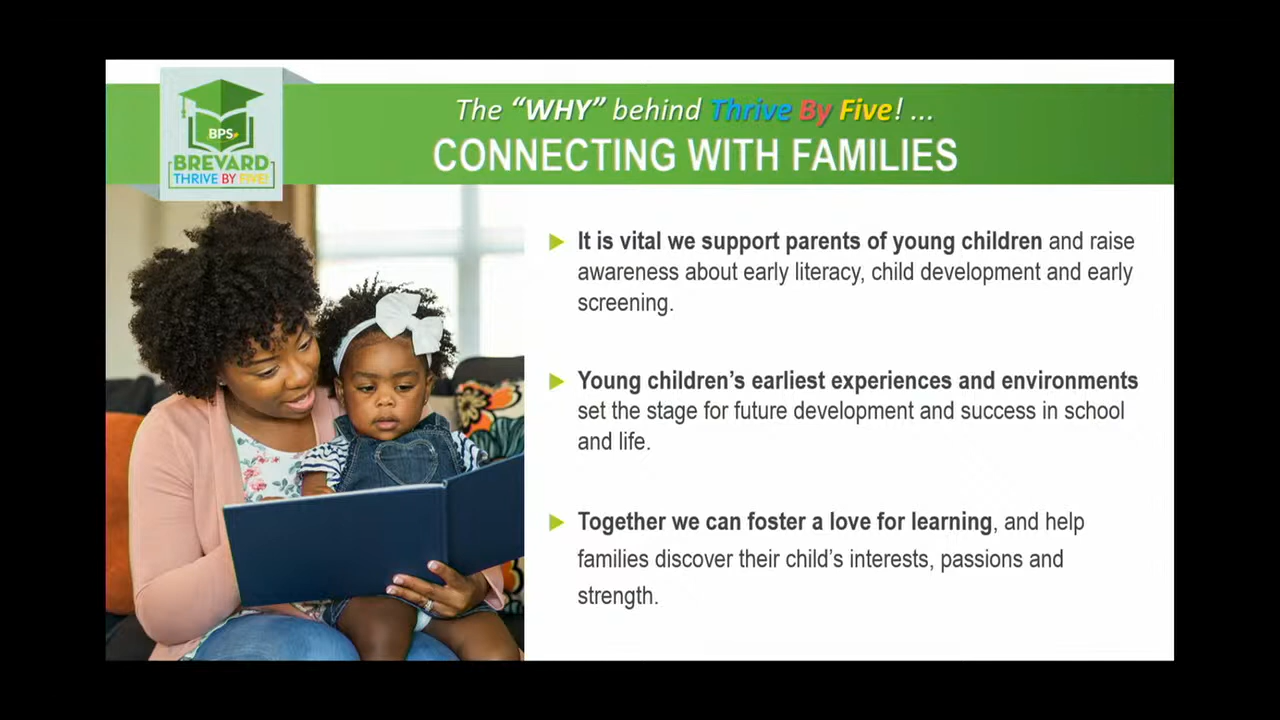 The “WHY” behind Thrive By Five! ...
CONNECTING WITH FAMILIES
BPS
BREVARD
THRIVE BY FIVE!
It is vital we support parents of young children and raise
awareness about early literacy, child development and early
screening.
Young children’s earliest experiences and environments
set the stage for future development and success in school
and life.
Together we can foster a love for learning, and help
families discover their child’s interests, passions and
strength.